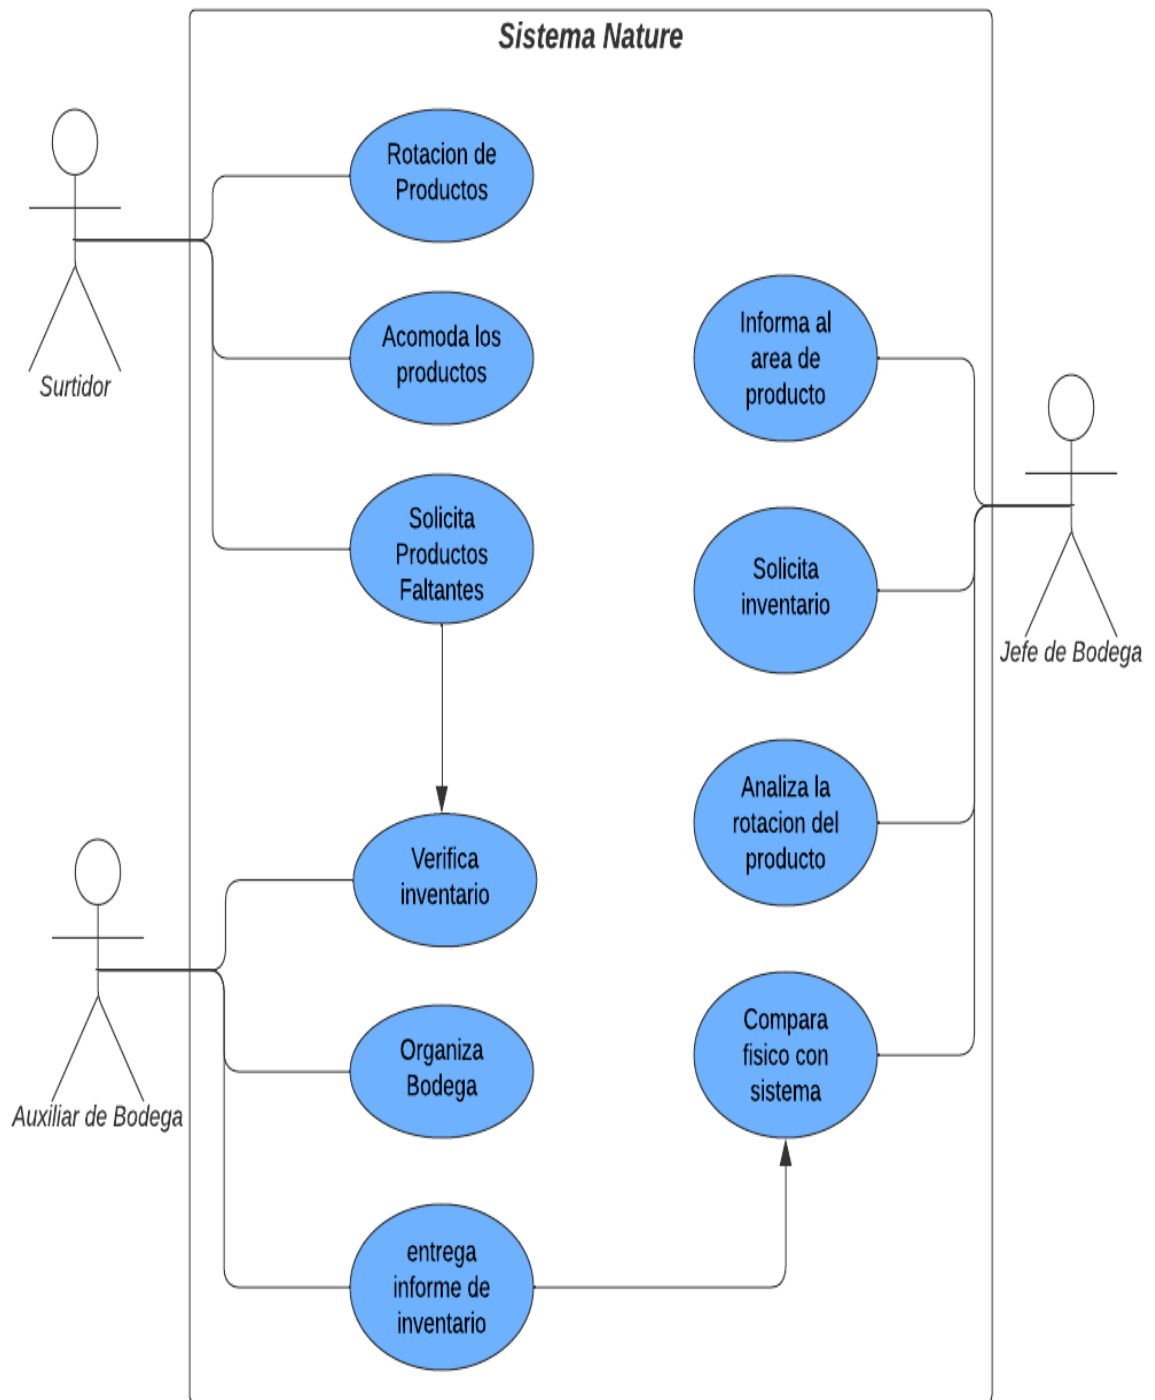 Sistema Nature
Rotacion de
Productos
Acomoda los
productos
Surtidor
Solicita
Productos
Faltantes
Informa al
area de
producto
Solicita
inventario
Jefe de Bodega
Analiza la
rotacion del
producto
Verifica
inventario
Organiza
Bodega
Auxiliar de Bodega
Compara
fisico con
sistema
entrega
informe de
inventario